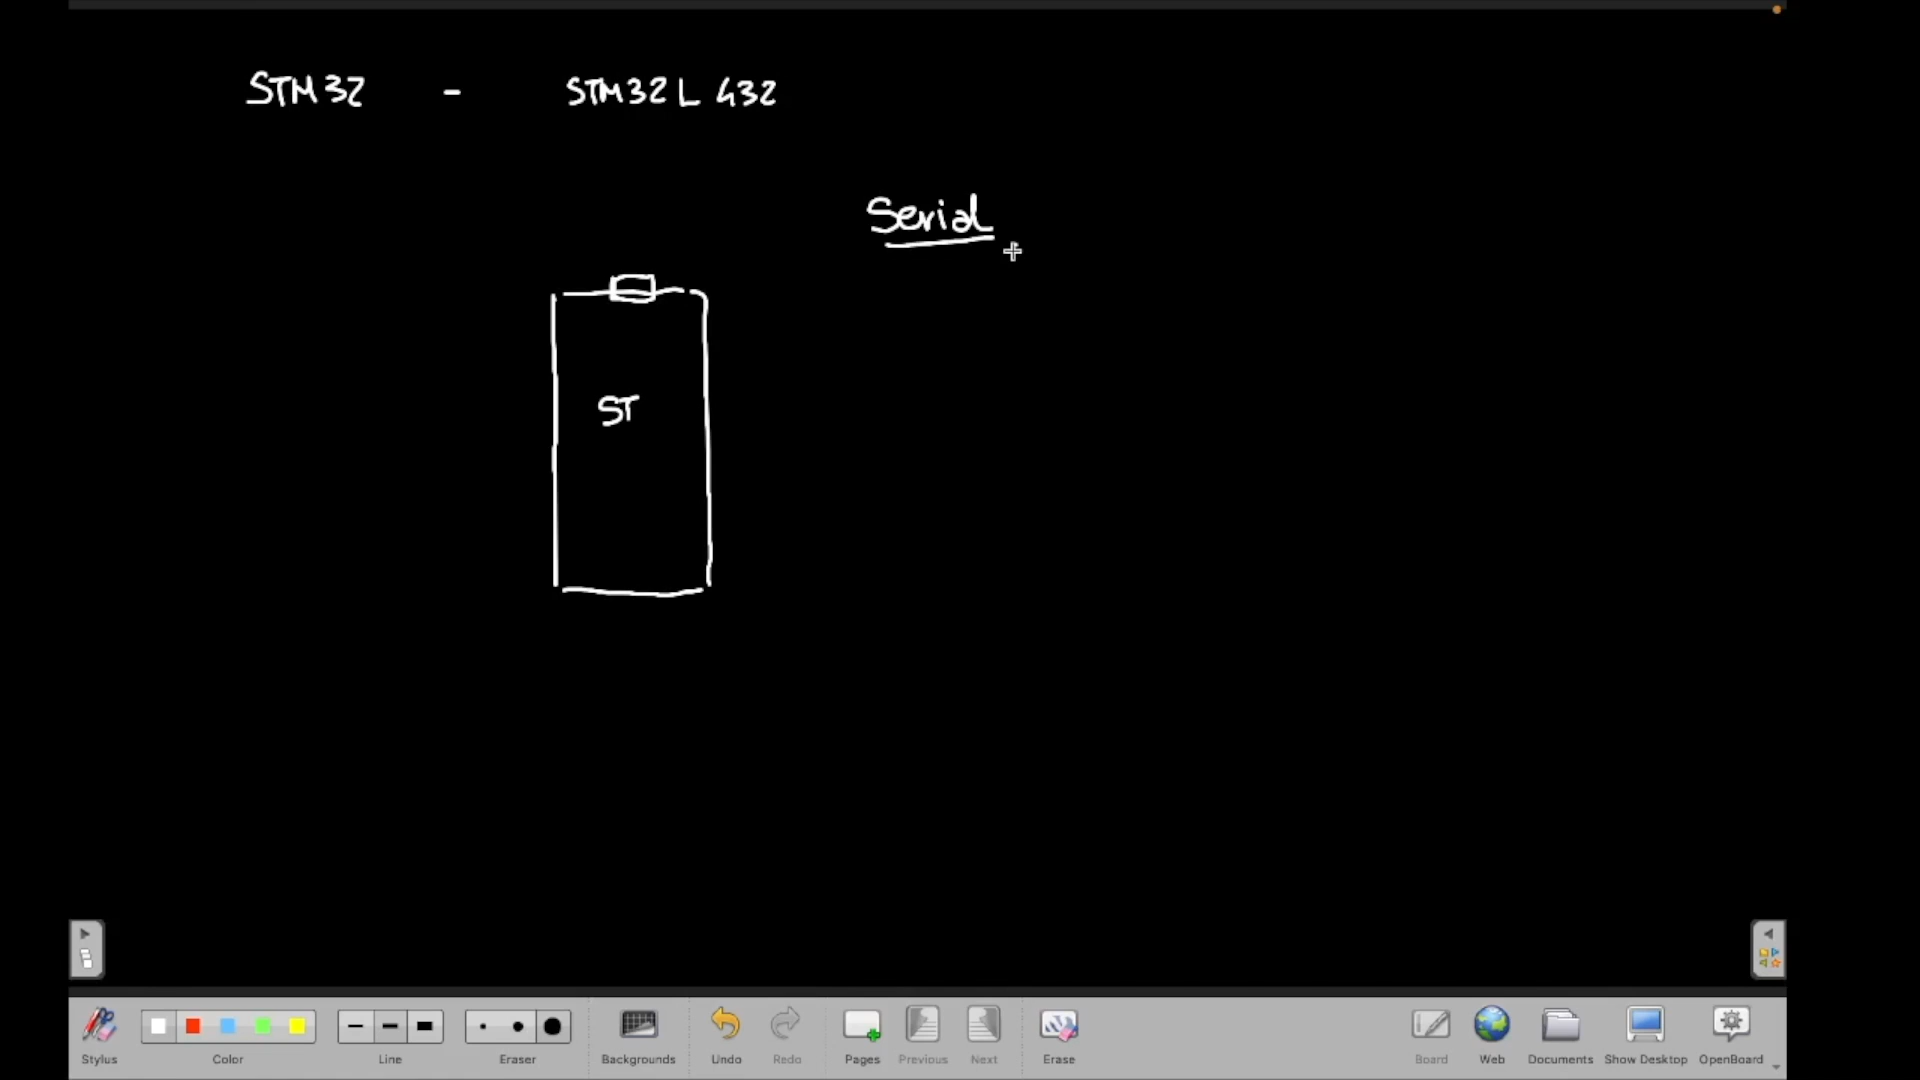 STM32 - STM32L432
Serial
ST
Stylus Color Line Eraser Backgrounds Undo Redo Pages Previous Next Erase Board Web Documents Show Desktop OpenBoard